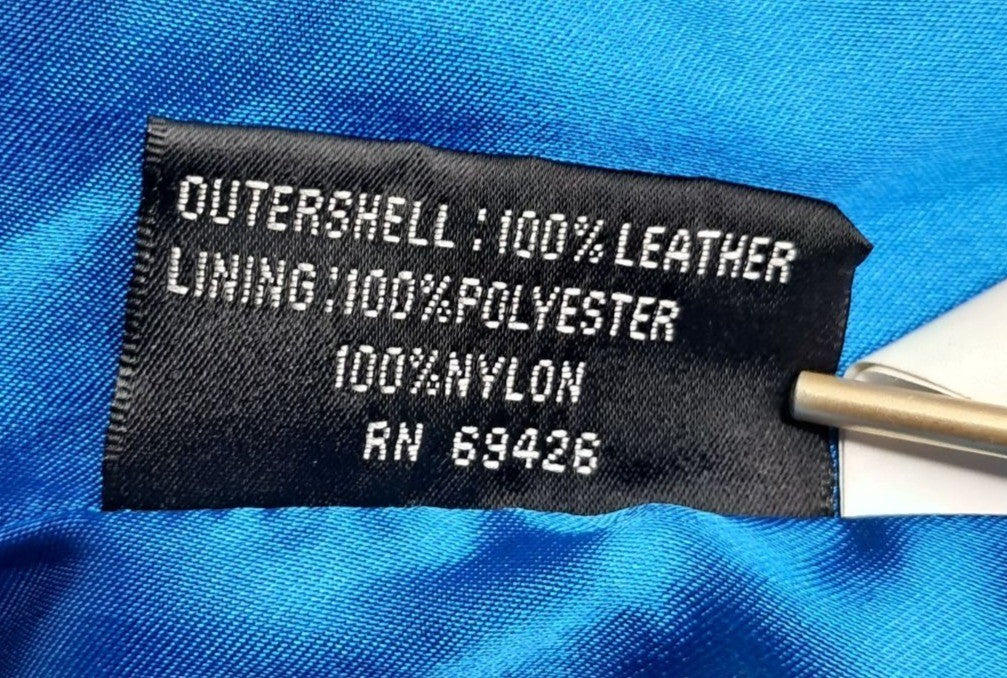 OUTERSHELL : 100% LEATHER
LINING : 100% POLYESTER
100% NYLON
RN 69426